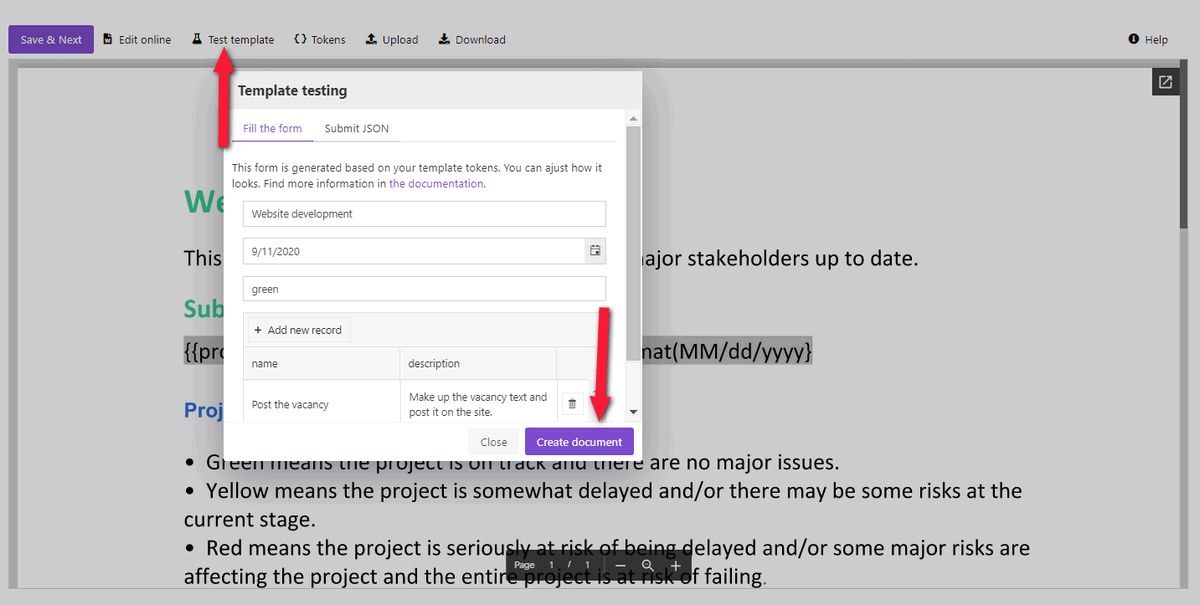 Save & Next Edit online Test template {} Tokens Upload Download Help
Template testing
Fill the form Submit JSON
This form is generated based on your template tokens. You can ajust how it
looks. Find more information in the documentation.
Website development
9/11/2020
green
+ Add new record
name description
Post the vacancy
Make up the vacancy text and
post it on the site.
Close Create document
We
This ajor stakeholders up to date.
Sub
{{pro mat(MM/dd/yyyy}
Proj
• Green means the project is on track and there are no major issues.
• Yellow means the project is somewhat delayed and/or there may be some risks at the
current stage.
• Red means the project is seriously at risk of being delayed and/or some major risks are
affecting the project and the entire project is at risk of failing.
Page 1 / 1